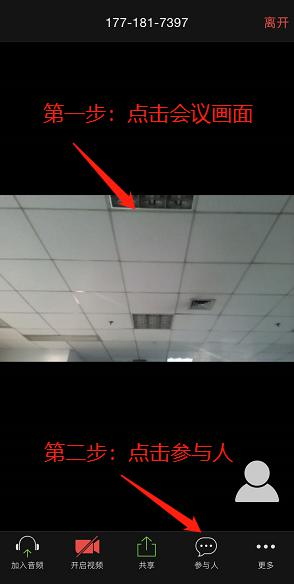 177-181-7397 离开
第一步：点击会议画面
第二步：点击参与人
加入音频 开启视频 共享 参与人 更多